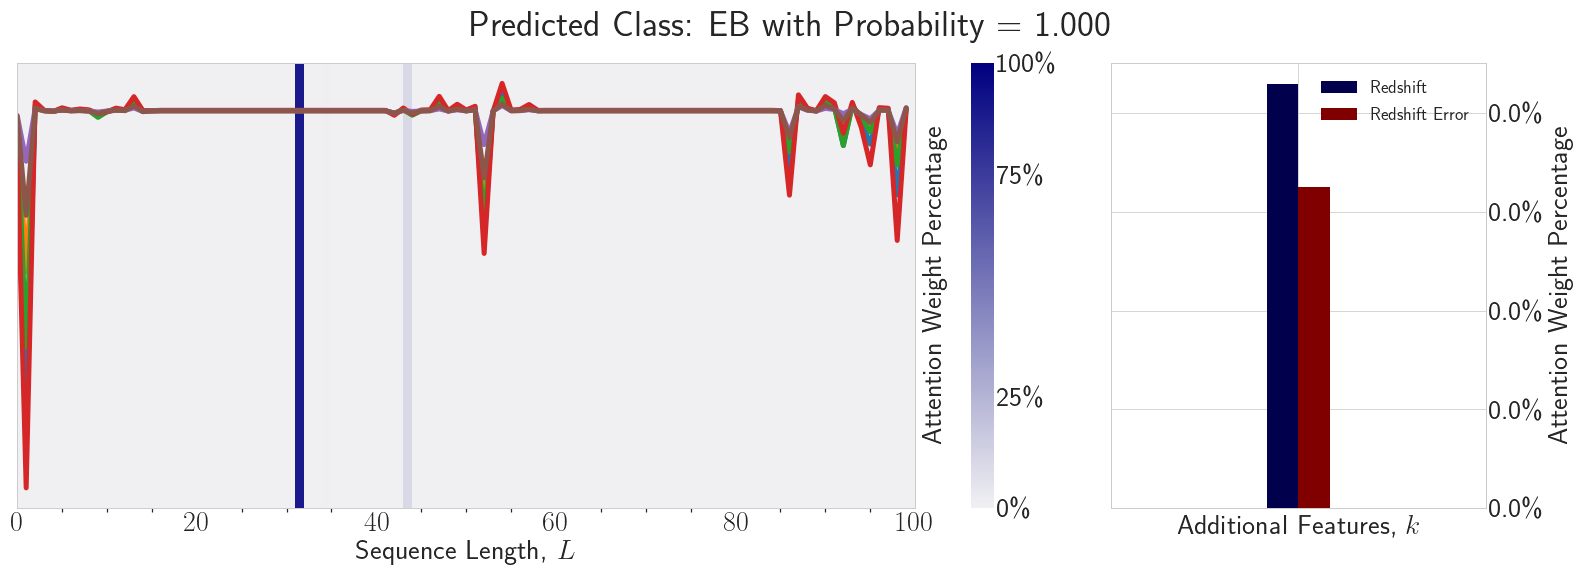 Predicted Class: EB with Probability = 1.000
0
20
40
60
80
100
Sequence Length, L
100%
75%
25%
0%
Attention Weight Percentage
Redshift
Redshift Error
0.0%
0.0%
0.0%
0.0%
0.0%
Attention Weight Percentage
Additional Features, k